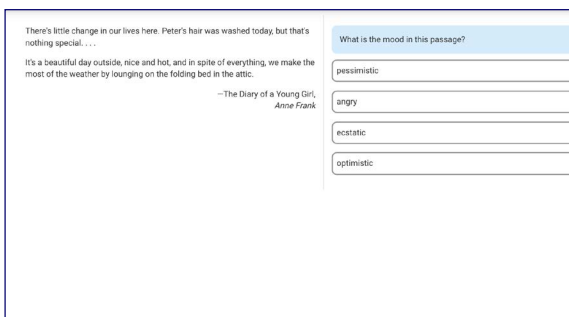 There's little change in our lives here. Peter's hair was washed today, but that's
nothing special. . . .
It's a beautiful day outside, nice and hot, and in spite of everything, we make the
most of the weather by lounging on the folding bed in the attic.
—The Diary of a Young Girl,
Anne Frank
What is the mood in this passage?
pessimistic
angry
ecstatic
optimistic